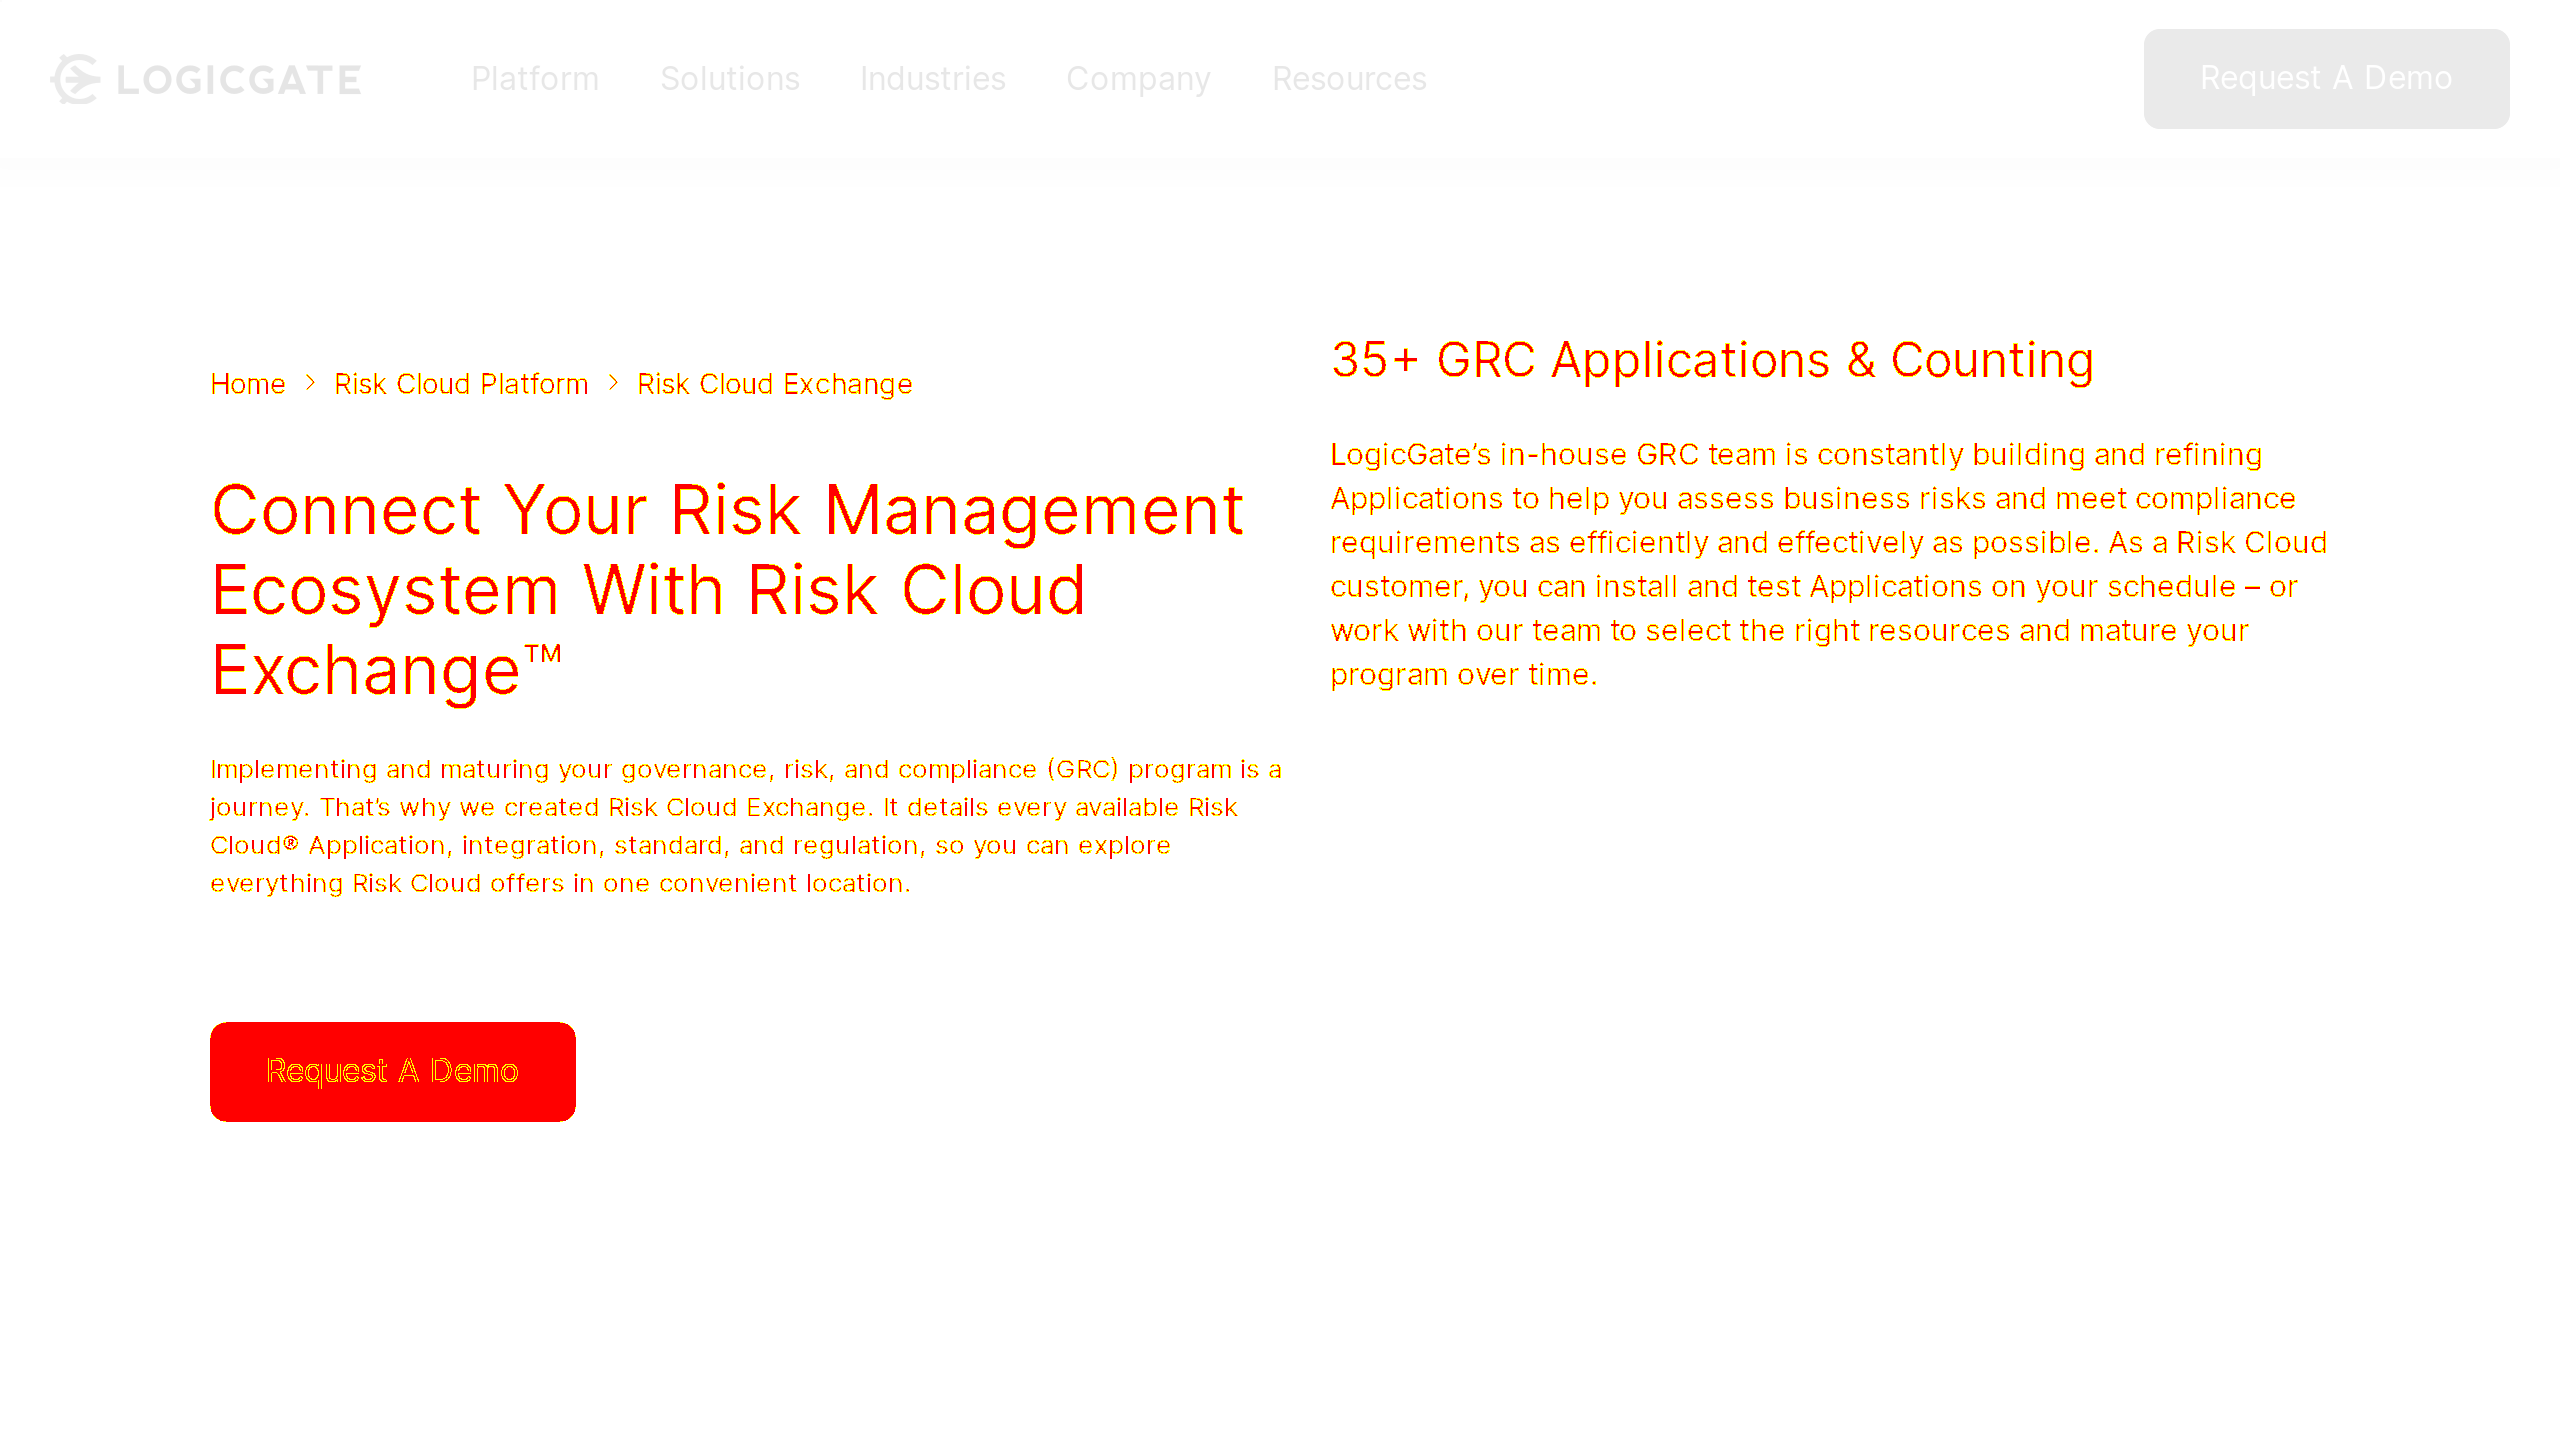 LOGICGATE
Platform Solutions Industries Company Resources
Request A Demo
Home > Risk Cloud Platform > Risk Cloud Exchange
Connect Your Risk Management
Ecosystem With Risk Cloud
Exchange™
Implementing and maturing your governance, risk, and compliance (GRC) program is a
journey. That’s why we created Risk Cloud Exchange. It details every available Risk
Cloud® Application, integration, standard, and regulation, so you can explore
everything Risk Cloud offers in one convenient location.
Request A Demo
35+ GRC Applications & Counting
LogicGate’s in-house GRC team is constantly building and refining
Applications to help you assess business risks and meet compliance
requirements as efficiently and effectively as possible. As a Risk Cloud
customer, you can install and test Applications on your schedule – or
work with our team to select the right resources and mature your
program over time.